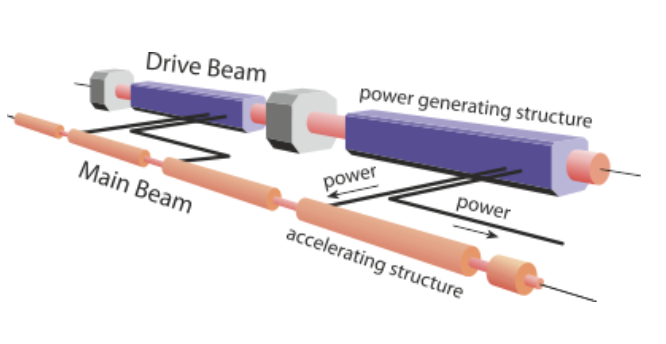 Drive Beam
power generating structure
Main Beam
power
power
accelerating structure